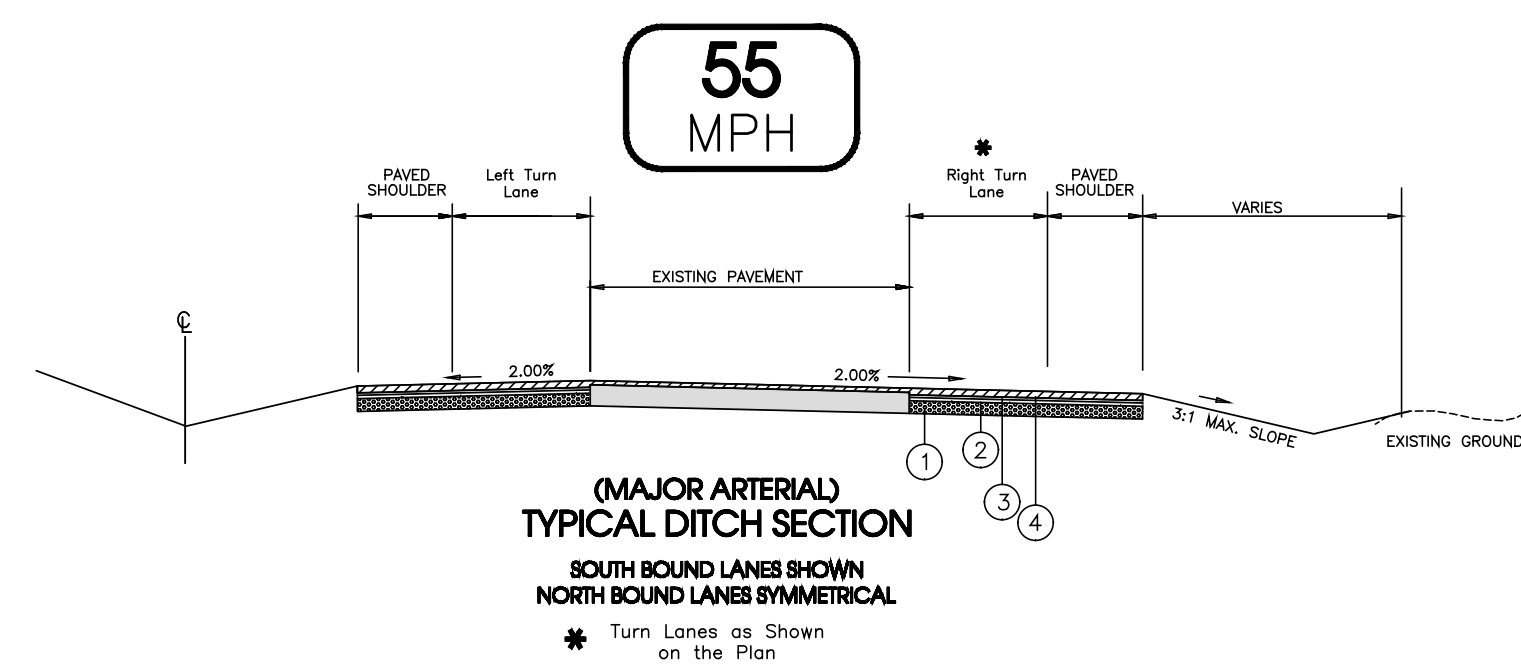 55
MPH
*
PAVED
SHOULDER
Left Turn
Lane
Right Turn
Lane
PAVED
SHOULDER
VARIES
EXISTING PAVEMENT
℄
2.00%
2.00%
3:1 MAX. SLOPE
EXISTING GROUND
1
2
3
4
(MAJOR ARTERIAL)
TYPICAL DITCH SECTION
SOUTH BOUND LANES SHOWN
NORTH BOUND LANES SYMMETRICAL
* Turn Lanes as Shown
on the Plan